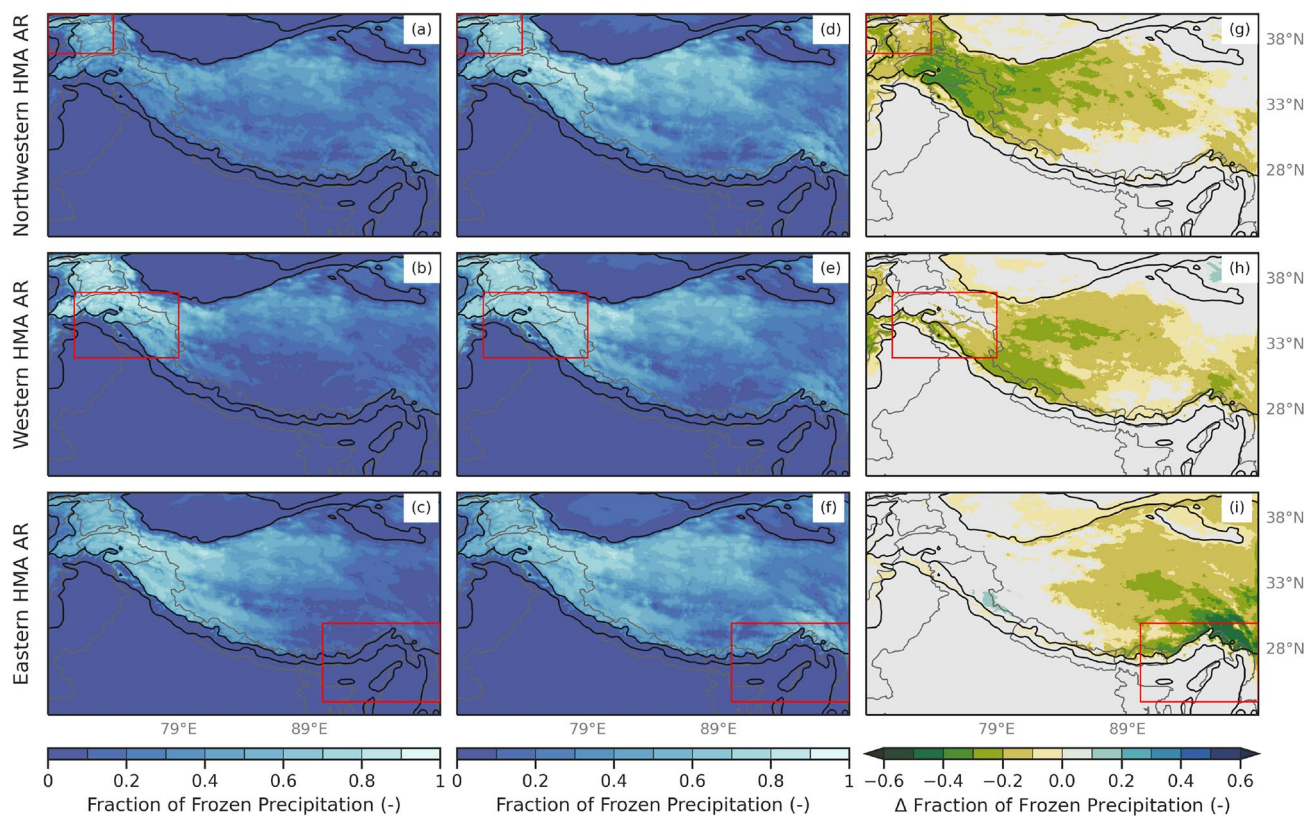 Northwestern HMA AR
(a)
(d)
(g)
38°N
33°N
28°N
Western HMA AR
(b)
(e)
(h)
38°N
33°N
28°N
Eastern HMA AR
(c)
(f)
(i)
38°N
33°N
28°N
79°E 89°E
79°E 89°E
79°E 89°E
0 0.2 0.4 0.6 0.8 1
0 0.2 0.4 0.6 0.8 1
−0.6 −0.4 −0.2 0.0 0.2 0.4 0.6
Fraction of Frozen Precipitation (-)
Fraction of Frozen Precipitation (-)
Δ Fraction of Frozen Precipitation (-)